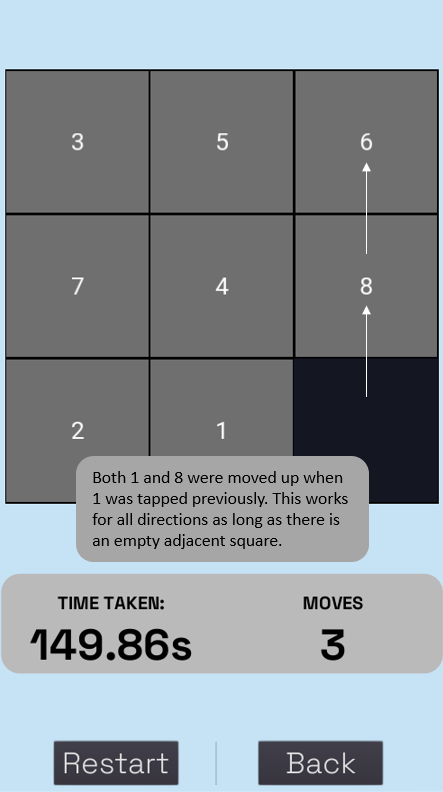 3 5 6
7 4 8
2 1
Both 1 and 8 were moved up when
1 was tapped previously. This works
for all directions as long as there is
an empty adjacent square.
TIME TAKEN: MOVES
149.86s 3
Restart Back